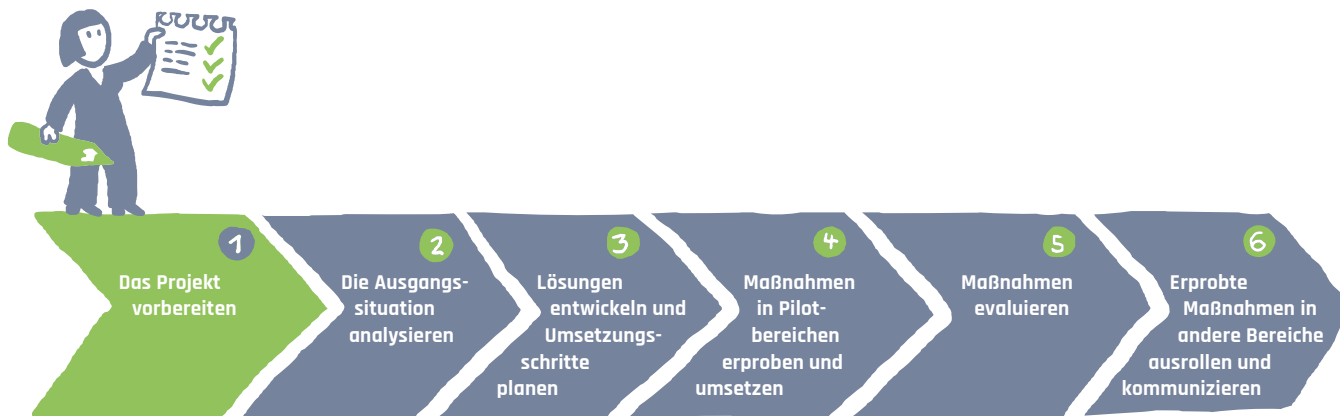 1
Das Projekt
vorbereiten
2
Die Ausgangs-
situation
analysieren
3
Lösungen
entwickeln und
Umsetzungs-
schritte
planen
4
Maßnahmen
in Pilot-
bereichen
erproben und
umsetzen
5
Maßnahmen
evaluieren
6
Erprobte
Maßnahmen in
andere Bereiche
ausrollen und
kommunizieren